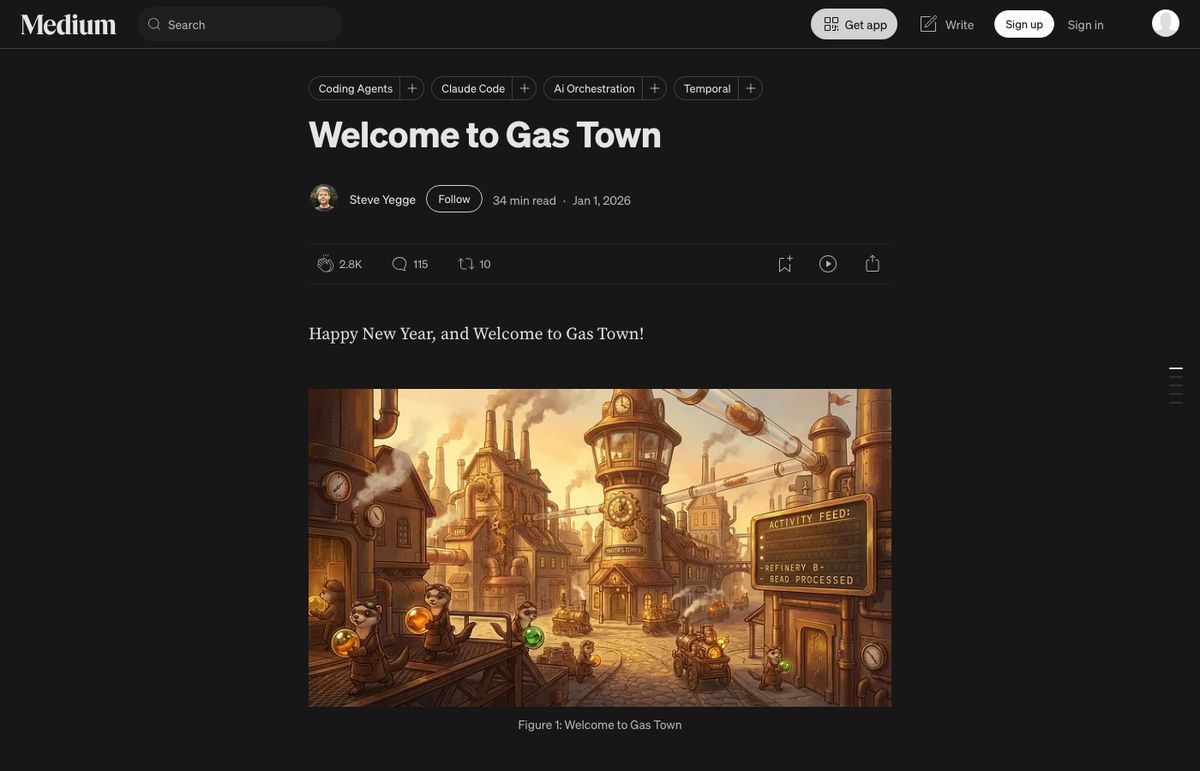 Medium
Search
Get app
Write
Sign up
Sign in
Coding Agents
Claude Code
Ai Orchestration
Temporal
Welcome to Gas Town
Steve Yegge
Follow
34 min read · Jan 1, 2026
2.8K
115
10
Happy New Year, and Welcome to Gas Town!
MAYOR'S TOWER
ACTIVITY FEED:
-REFINERY B-
- BEAD PROCESSED
Figure 1: Welcome to Gas Town